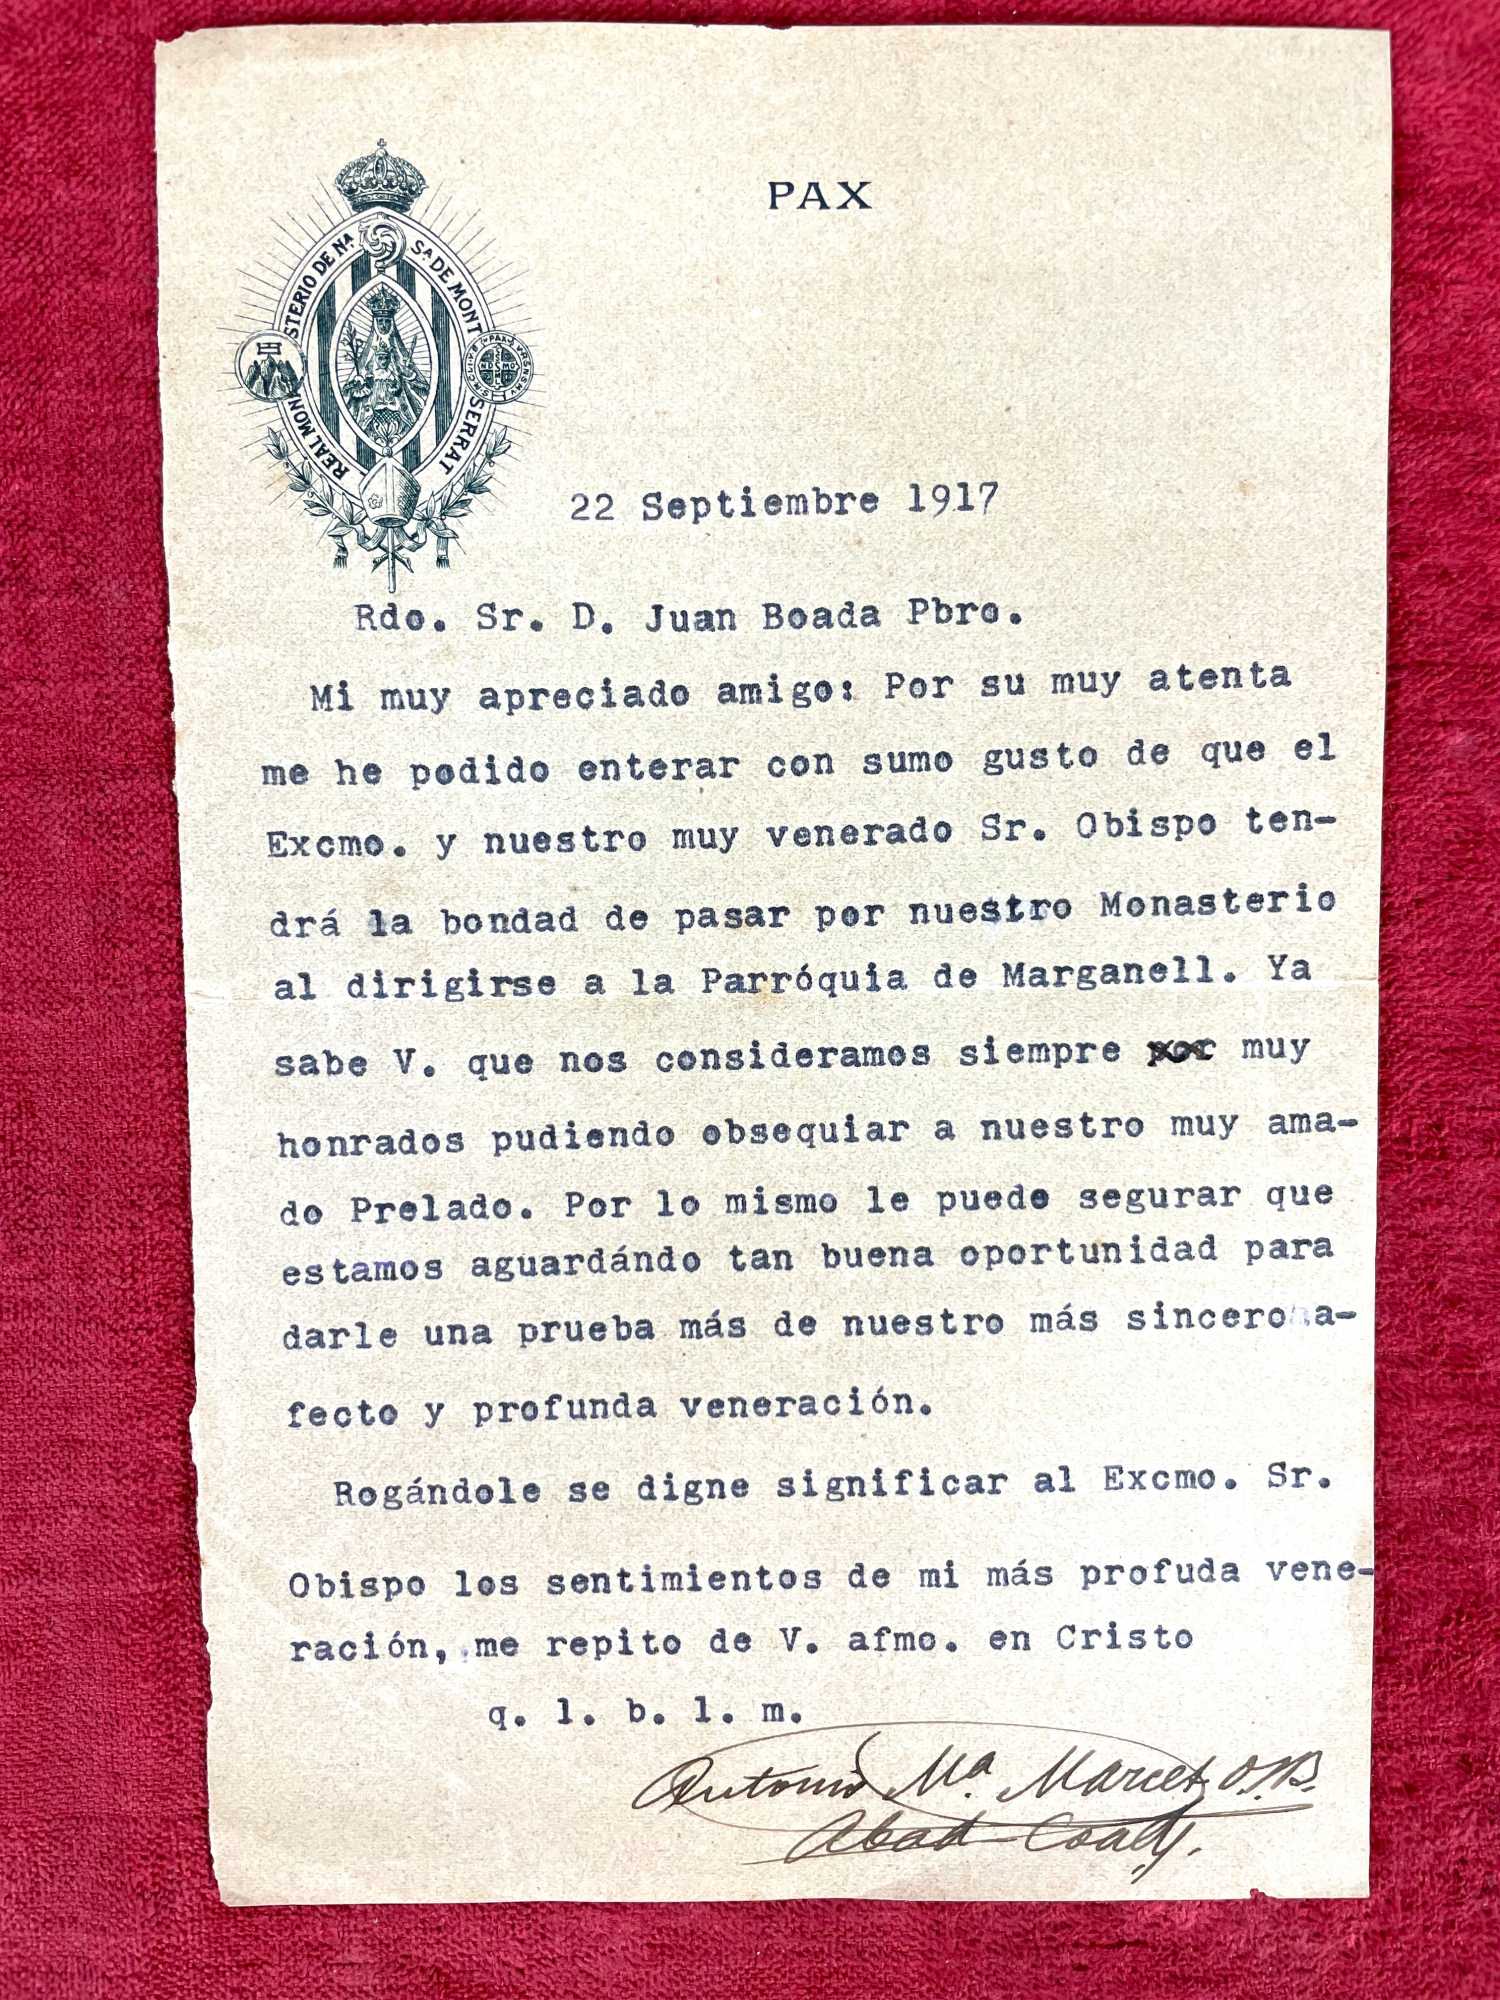 PAX
REAL MONASTERIO DE Nª. Sª. DE MONTSERRAT
22 Septiembre 1917
Rdo. Sr. D. Juan Boada Pbro.
Mi muy apreciado amigo: Por su muy atenta
me he podido enterar con sumo gusto de que el
Excmo. y nuestro muy venerado Sr. Obispo ten-
drá la bondad de pasar por nuestro Monasterio
al dirigirse a la Parróquia de Marganell. Ya
sabe V. que nos consideramos siempre por muy
honrados pudiendo obsequiar a nuestro muy ama-
do Prelado. Por lo mismo le puede segurar que
estamos aguardándo tan buena oportunidad para
darle una prueba más de nuestro más sincero a-
fecto y profunda veneración.
Rogándole se digne significar al Excmo. Sr.
Obispo los sentimientos de mi más profuda vene-
ración, me repito de V. afmo. en Cristo
q. l. b. l. m.
Antonio Mª Marcet, O.S.B.
Abad-Coadj.